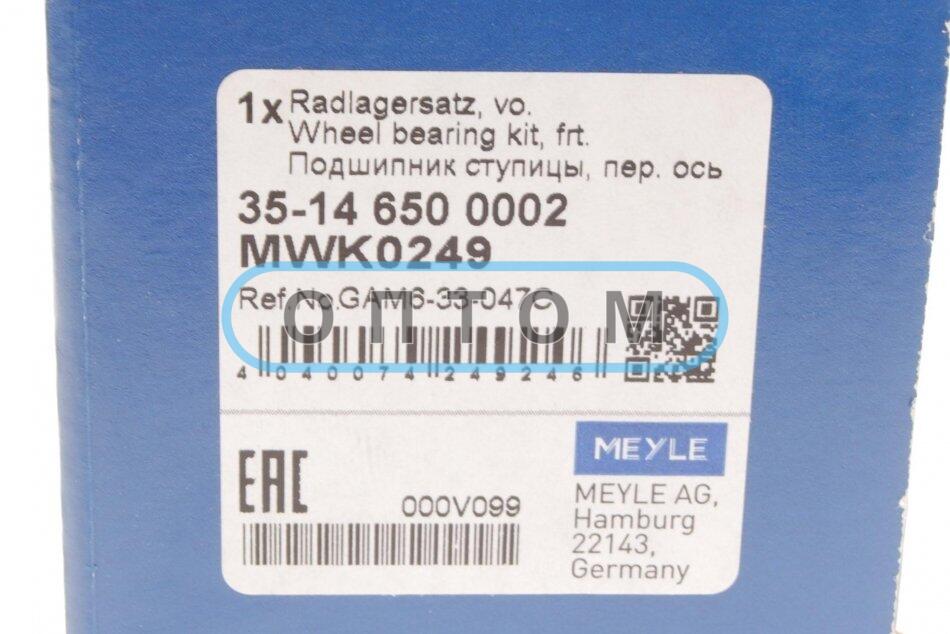 1x Radlagersatz, vo.
Wheel bearing kit, frt.
Подшипник ступицы, пер. ось
35-14 650 0002
MWK0249
Ref No.GAM6-33-047C
ОПТОМ
4 040074 249246
EAC
000V099
MEYLE
MEYLE AG,
Hamburg
22143,
Germany